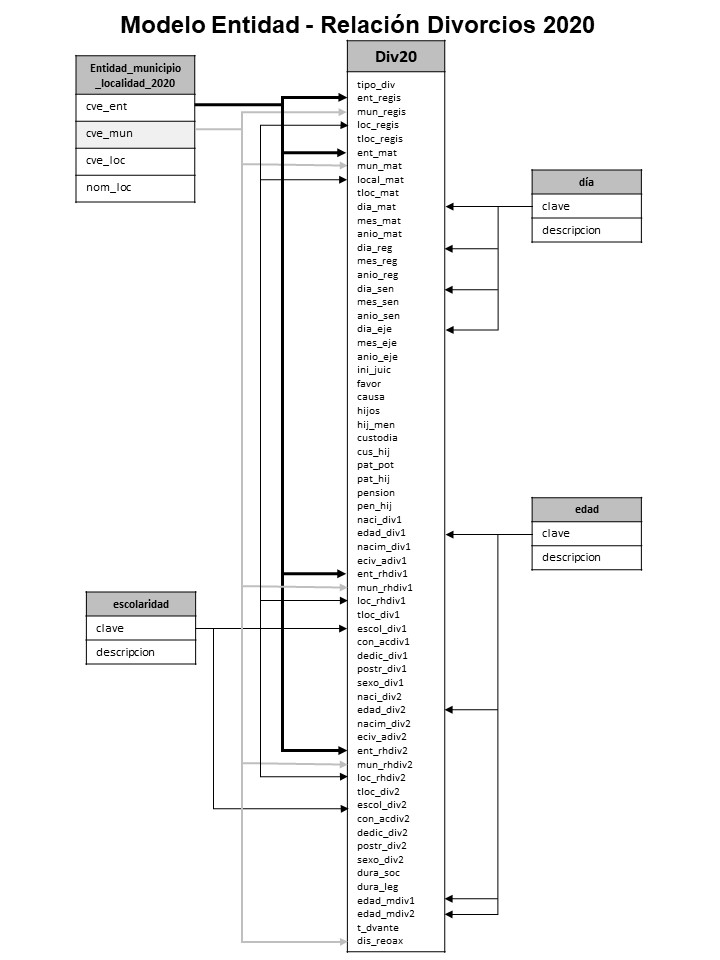 Modelo Entidad - Relación Divorcios 2020
Entidad_municipio
_localidad_2020
cve_ent
cve_mun
cve_loc
nom_loc
Div20
tipo_div
ent_regis
mun_regis
loc_regis
tloc_regis
ent_mat
mun_mat
local_mat
tloc_mat
dia_mat
mes_mat
anio_mat
dia_reg
mes_reg
anio_reg
dia_sen
mes_sen
anio_sen
dia_eje
mes_eje
anio_eje
ini_juic
favor
causa
hijos
hij_men
custodia
cus_hij
pat_pot
pat_hij
pension
pen_hij
naci_div1
edad_div1
nacim_div1
eciv_adiv1
ent_rhdiv1
mun_rhdiv1
loc_rhdiv1
tloc_div1
escol_div1
con_acdiv1
dedic_div1
postr_div1
sexo_div1
naci_div2
edad_div2
nacim_div2
eciv_adiv2
ent_rhdiv2
mun_rhdiv2
loc_rhdiv2
tloc_div2
escol_div2
con_acdiv2
dedic_div2
postr_div2
sexo_div2
dura_soc
dura_leg
edad_mdiv1
edad_mdiv2
t_dvante
dis_reoax
día
clave
descripcion
edad
clave
descripcion
escolaridad
clave
descripcion